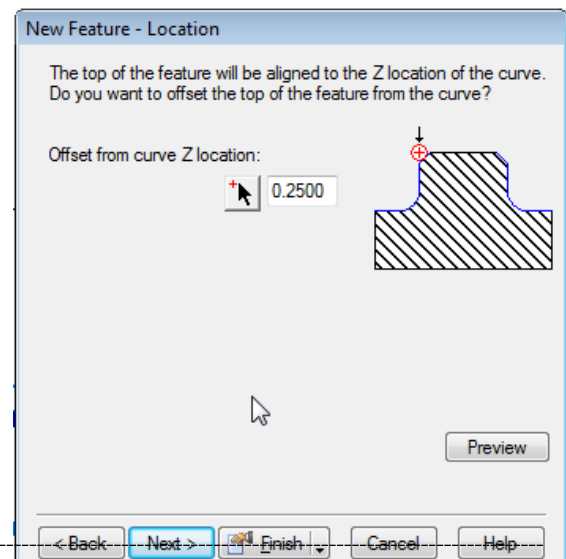 New Feature - Location
The top of the feature will be aligned to the Z location of the curve.
Do you want to offset the top of the feature from the curve?
Offset from curve Z location:
0.2500
Preview
< Back Next > Finish Cancel Help